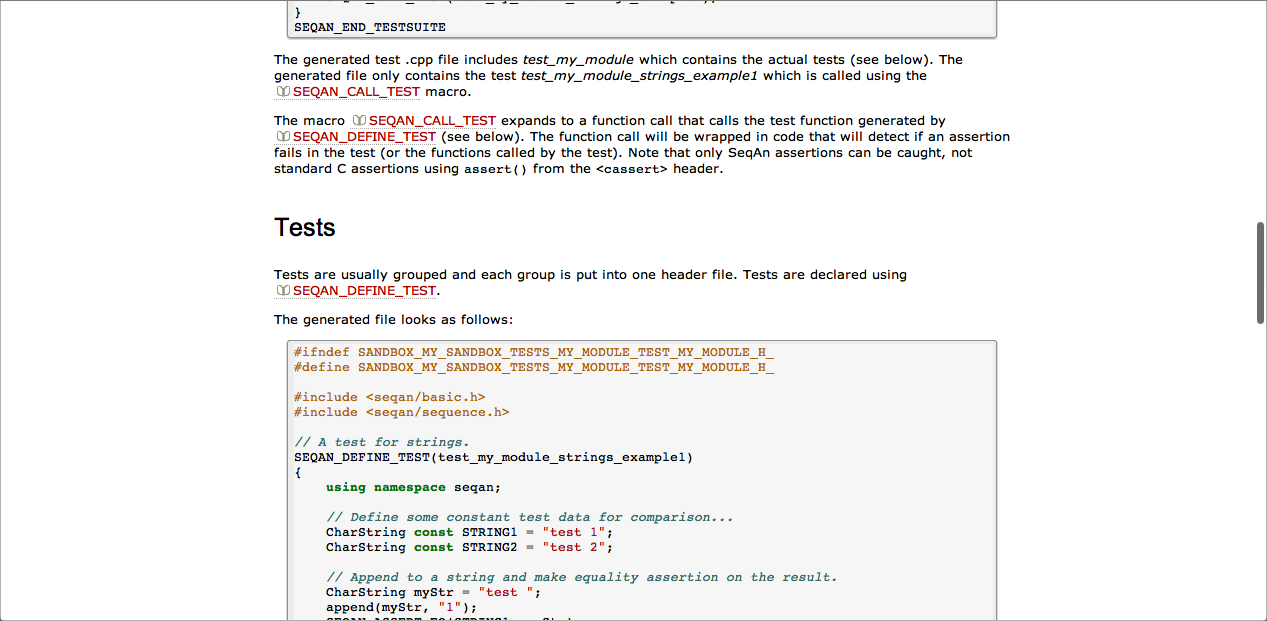 }
SEQAN_END_TESTSUITE
The generated test .cpp file includes test_my_module which contains the actual tests (see below). The
generated file only contains the test test_my_module_strings_example1 which is called using the
SEQAN_CALL_TEST macro.
The macro SEQAN_CALL_TEST expands to a function call that calls the test function generated by
SEQAN_DEFINE_TEST (see below). The function call will be wrapped in code that will detect if an assertion
fails in the test (or the functions called by the test). Note that only SeqAn assertions can be caught, not
standard C assertions using assert() from the <cassert> header.
Tests
Tests are usually grouped and each group is put into one header file. Tests are declared using
SEQAN_DEFINE_TEST.
The generated file looks as follows:
#ifndef SANDBOX_MY_SANDBOX_TESTS_MY_MODULE_TEST_MY_MODULE_H_
#define SANDBOX_MY_SANDBOX_TESTS_MY_MODULE_TEST_MY_MODULE_H_
#include <seqan/basic.h>
#include <seqan/sequence.h>
// A test for strings.
SEQAN_DEFINE_TEST(test_my_module_strings_example1)
{
using namespace seqan;
// Define some constant test data for comparison...
CharString const STRING1 = "test 1";
CharString const STRING2 = "test 2";
// Append to a string and make equality assertion on the result.
CharString myStr = "test ";
append(myStr, "1");